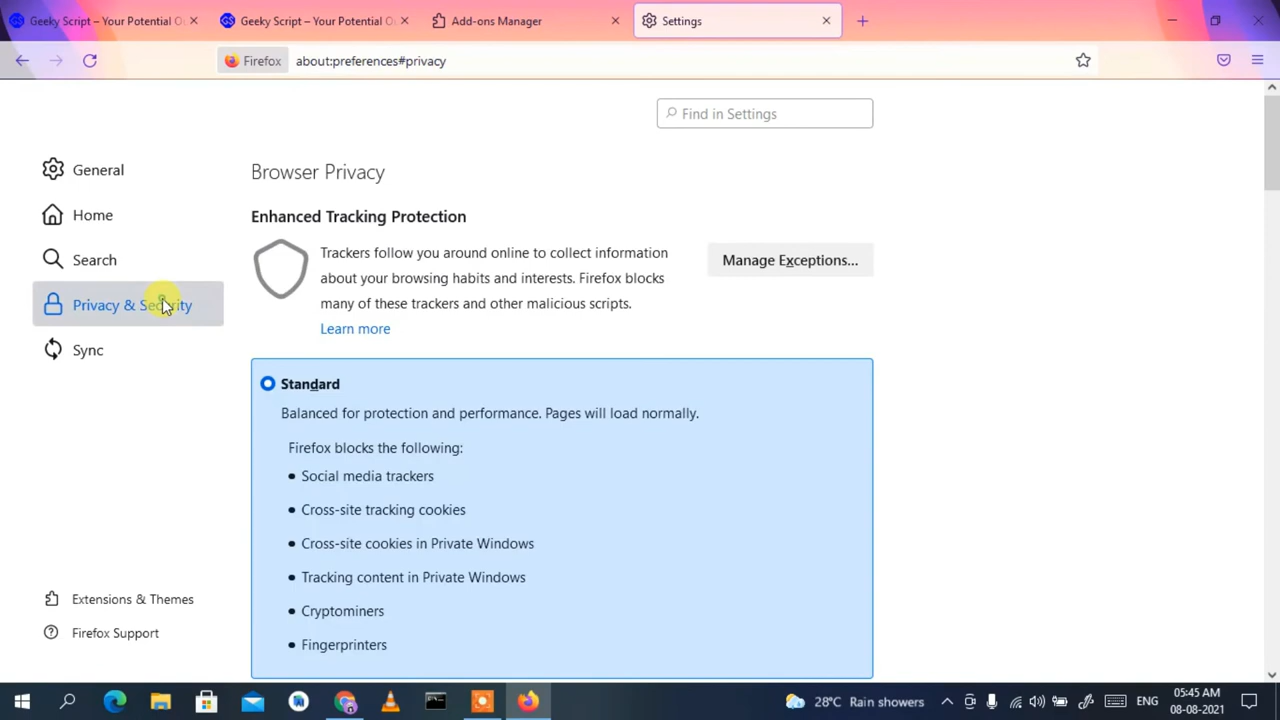 Geeky Script – Your Potential O
Geeky Script – Your Potential O
Add-ons Manager
Settings
Firefox
about:preferences#privacy
Find in Settings
General
Home
Search
Privacy & Security
Sync
Extensions & Themes
Firefox Support
Browser Privacy
Enhanced Tracking Protection
Trackers follow you around online to collect information
about your browsing habits and interests. Firefox blocks
many of these trackers and other malicious scripts.
Learn more
Manage Exceptions...
Standard
Balanced for protection and performance. Pages will load normally.
Firefox blocks the following:
• Social media trackers
• Cross-site tracking cookies
• Cross-site cookies in Private Windows
• Tracking content in Private Windows
• Cryptominers
• Fingerprinters
28°C Rain showers
ENG
05:45 AM
08-08-2021